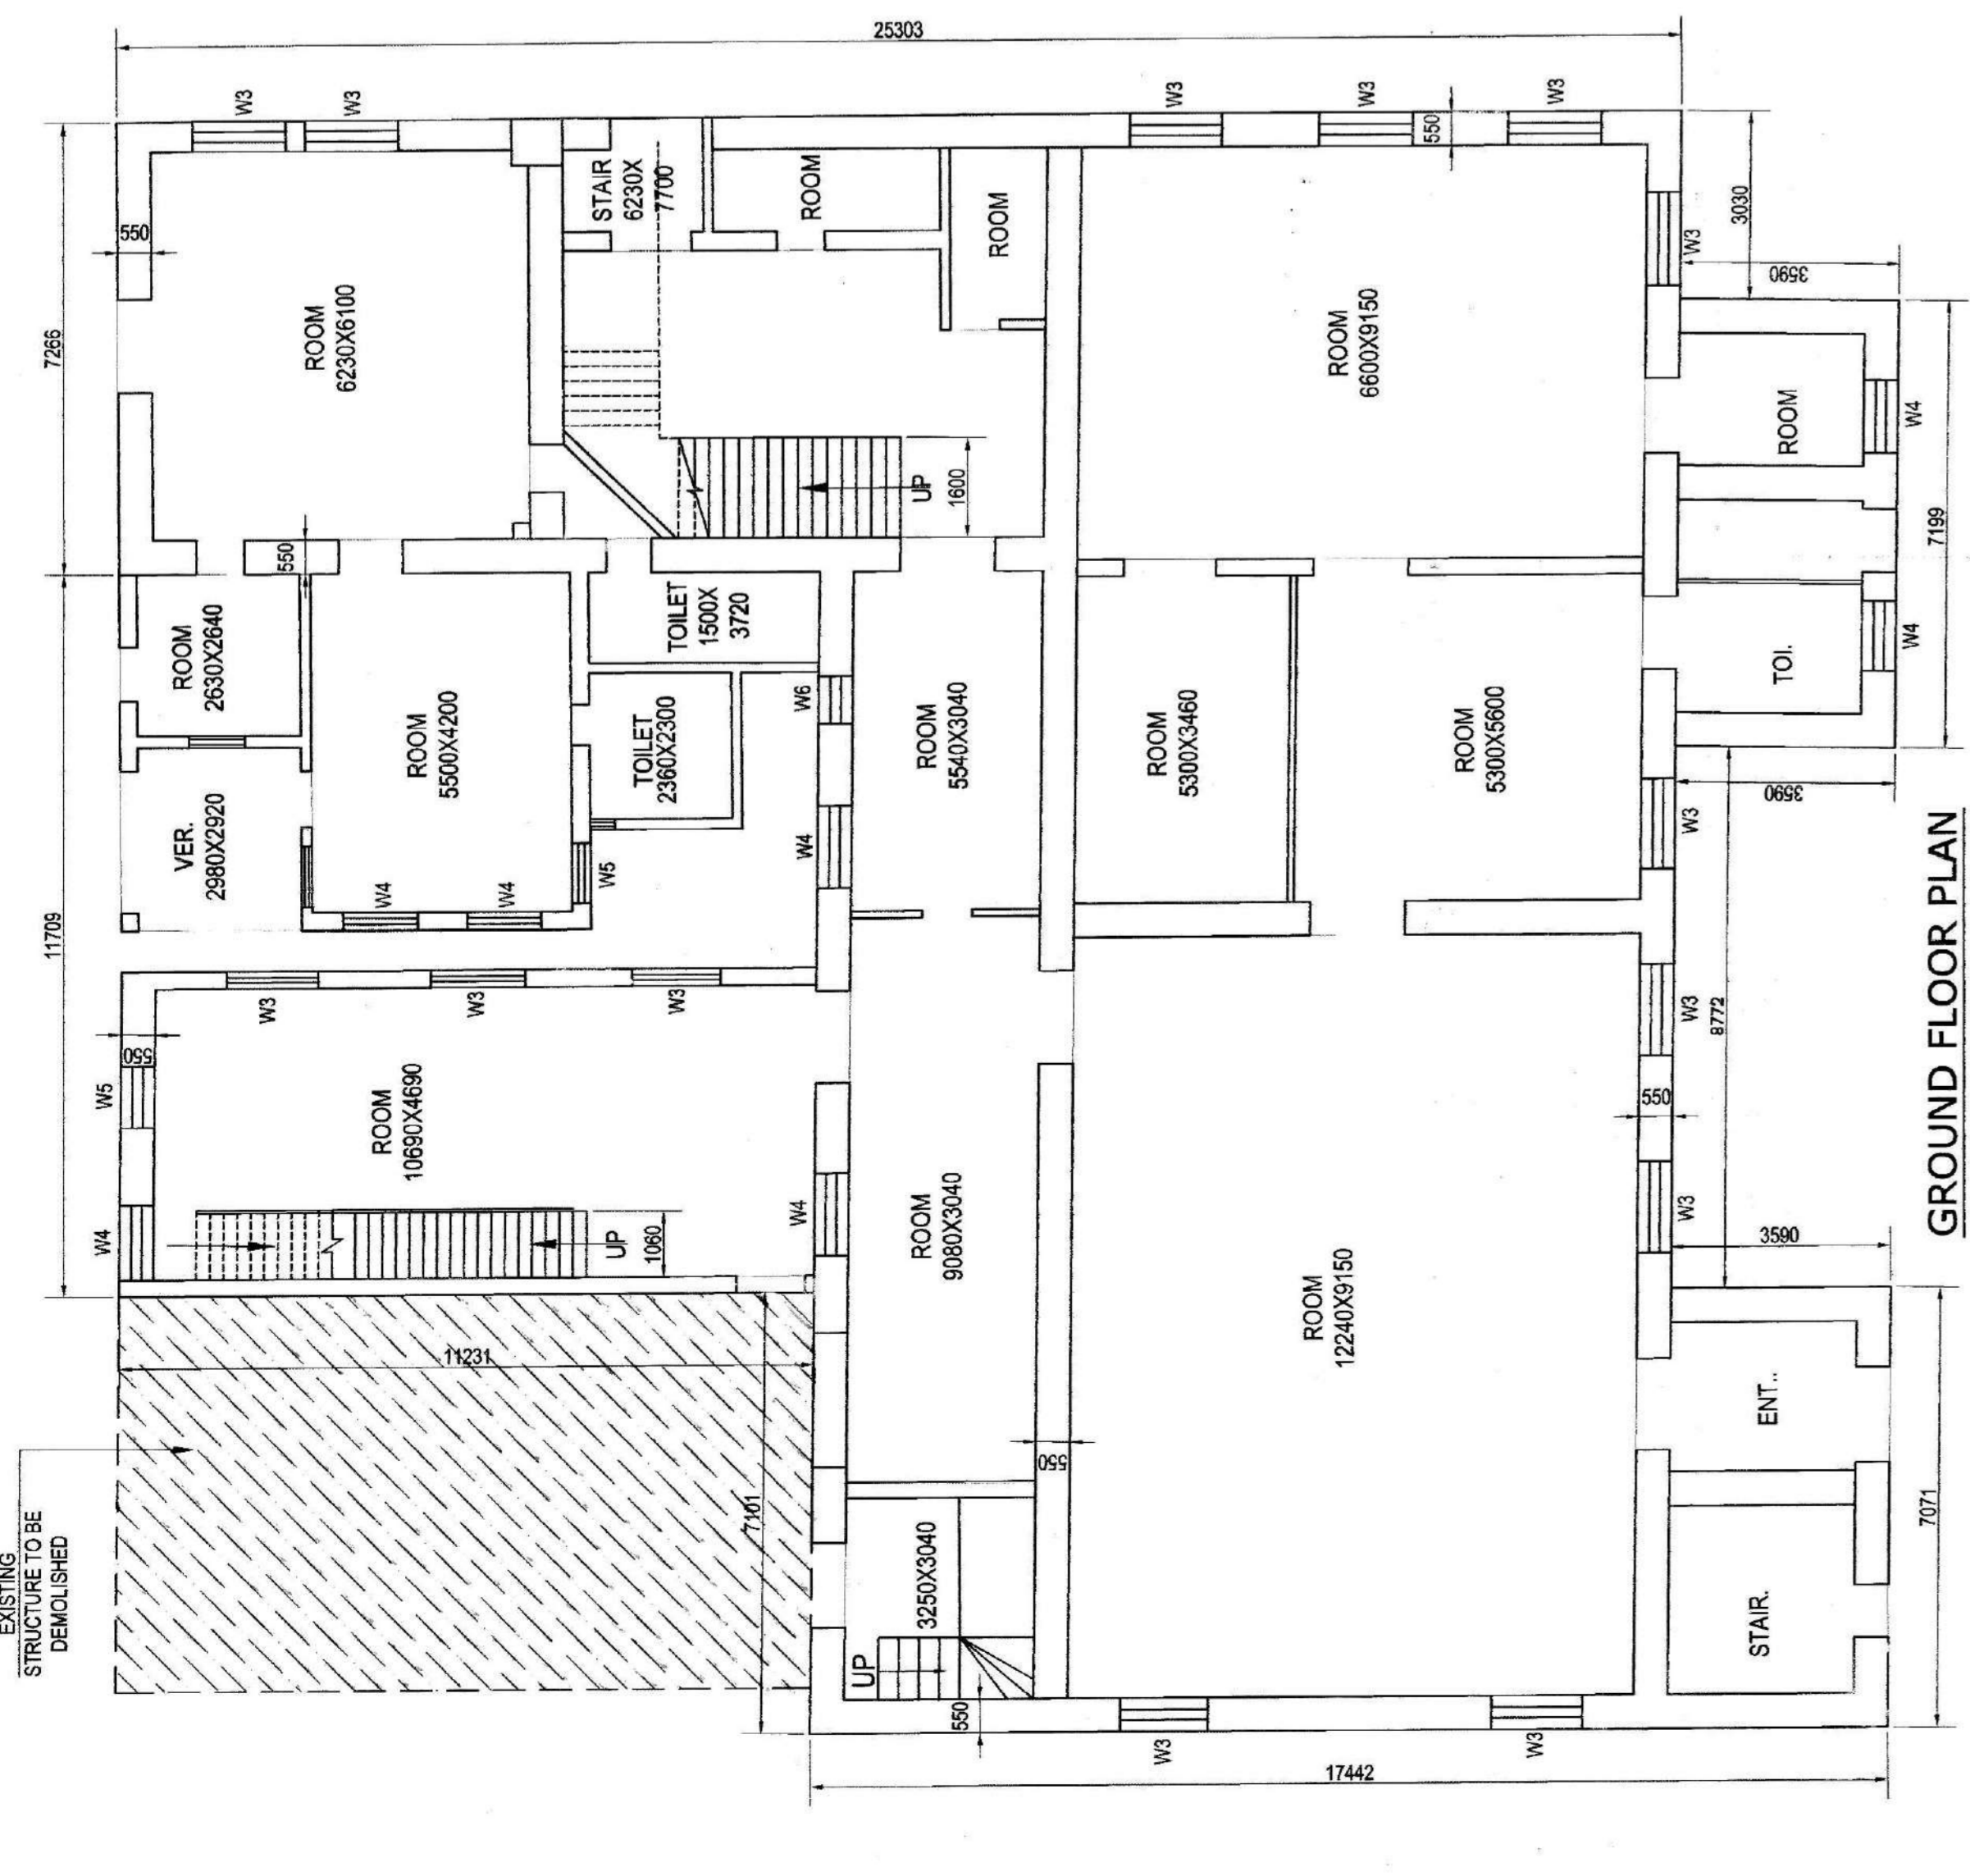 25303
W3
W3
W3
W3
W3
7266
550
ROOM
6230X6100
STAIR
6230X
7700
ROOM
ROOM
550
ROOM
6600X9150
W3
3030
3590
UP
1600
ROOM
W4
7199
550
ROOM
2630X2640
TOILET
1500X
3720
W6
ROOM
5500X4200
TOILET
2360X2300
ROOM
5540X3040
ROOM
5300X3460
ROOM
5300X5600
TOI.
W4
VER.
2980X2920
W4
W4
W5
W4
W3
3590
11709
W3
W3
W3
W3
8772
550
W5
ROOM
10690X4690
550
W4
UP
1060
W4
ROOM
9080X3040
ROOM
12240X9150
W3
3590
GROUND FLOOR PLAN
11231
EXISTING
STRUCTURE TO BE
DEMOLISHED
7101
550
3250X3040
UP
550
ENT..
STAIR.
7071
W3
W3
17442